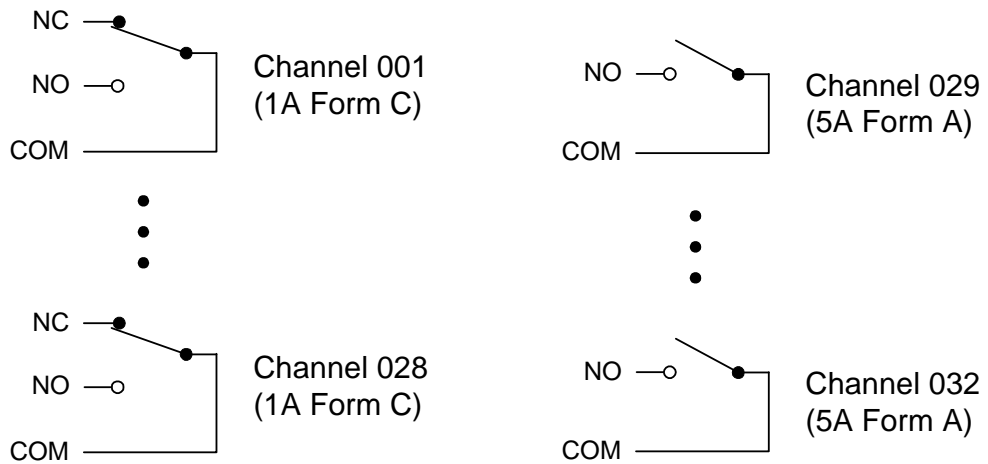 NC
NO
COM
Channel 001
(1A Form C)
NO
COM
Channel 029
(5A Form A)
NC
NO
COM
Channel 028
(1A Form C)
NO
COM
Channel 032
(5A Form A)